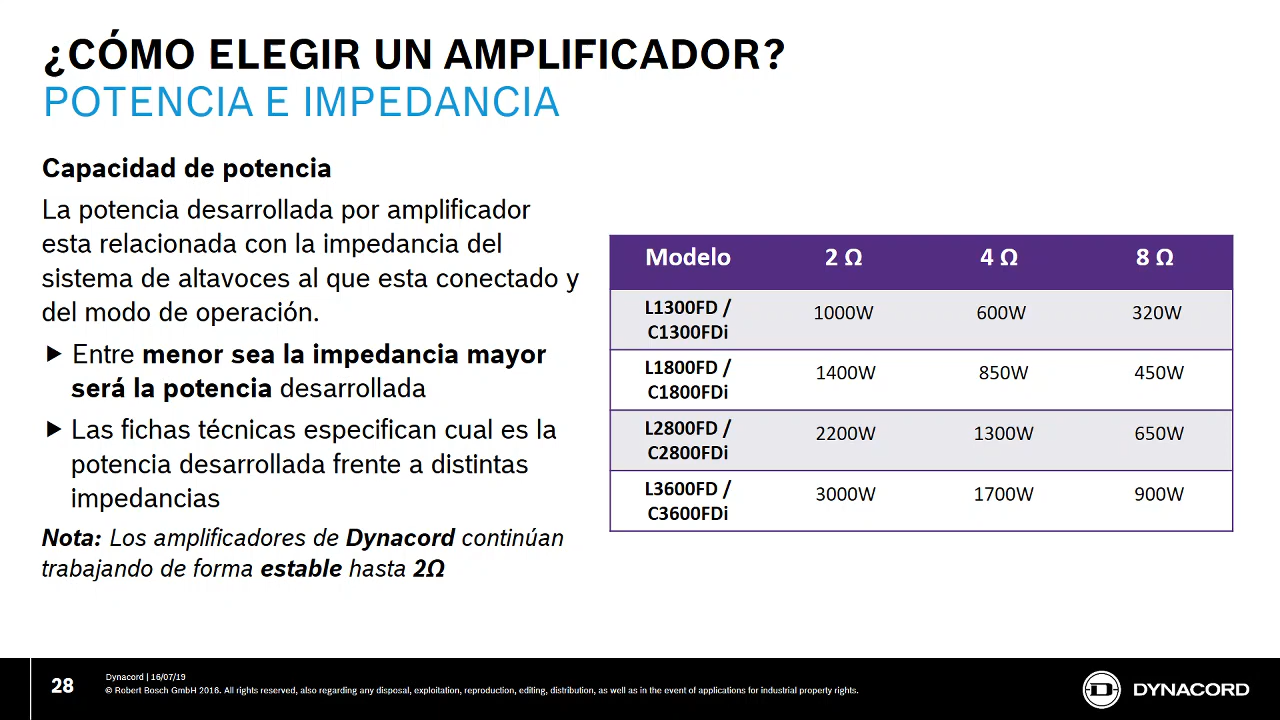 ¿CÓMO ELEGIR UN AMPLIFICADOR?
POTENCIA E IMPEDANCIA
Capacidad de potencia
La potencia desarrollada por amplificador
esta relacionada con la impedancia del
sistema de altavoces al que esta conectado y
del modo de operación.
Entre menor sea la impedancia mayor
será la potencia desarrollada
Las fichas técnicas especifican cual es la
potencia desarrollada frente a distintas
impedancias
Nota: Los amplificadores de Dynacord continúan
trabajando de forma estable hasta 2Ω
Modelo 2 Ω 4 Ω 8 Ω
L1300FD /
C1300FDi 1000W 600W 320W
L1800FD /
C1800FDi 1400W 850W 450W
L2800FD /
C2800FDi 2200W 1300W 650W
L3600FD /
C3600FDi 3000W 1700W 900W
28
Dynacord | 16/07/19
© Robert Bosch GmbH 2016. All rights reserved, also regarding any disposal, exploitation, reproduction, editing, distribution, as well as in the event of applications for industrial property rights.
DYNACORD